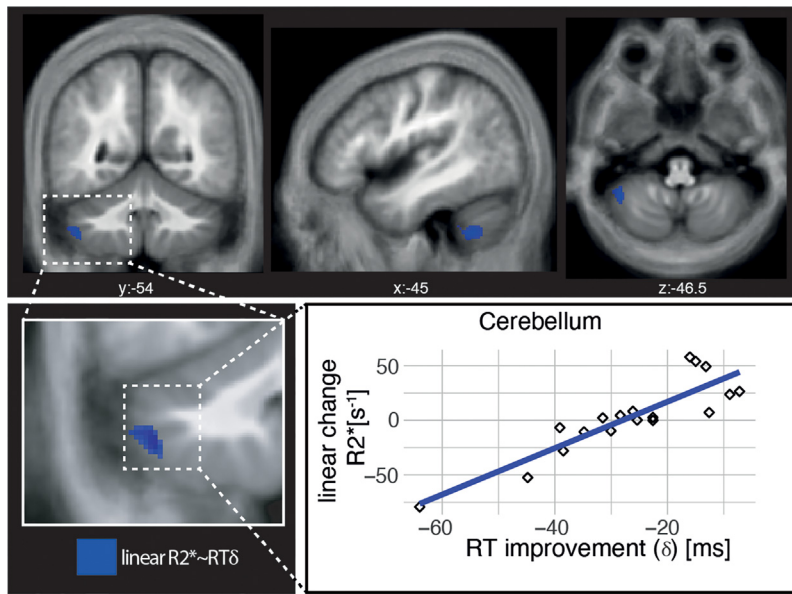 y:-54
x:-45
z:-46.5
Cerebellum
linear change
R2*[s⁻¹]
50
0
−50
−60
−40
−20
RT improvement (δ) [ms]
linear R2*~RTδ